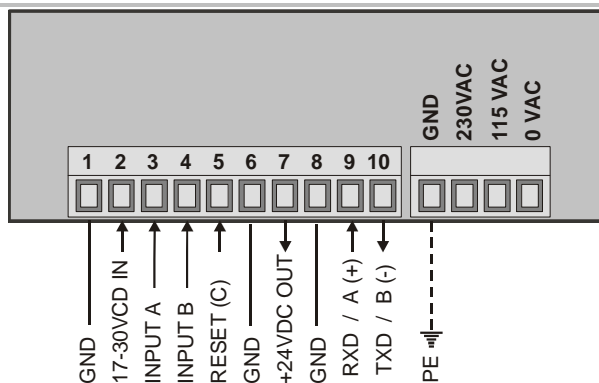 GND
230VAC
115 VAC
0 VAC
1 2 3 4 5 6 7 8 9 10
GND
17-30VCD IN
INPUT A
INPUT B
RESET (C)
GND
+24VDC OUT
GND
RXD / A (+)
TXD / B (-)
PE